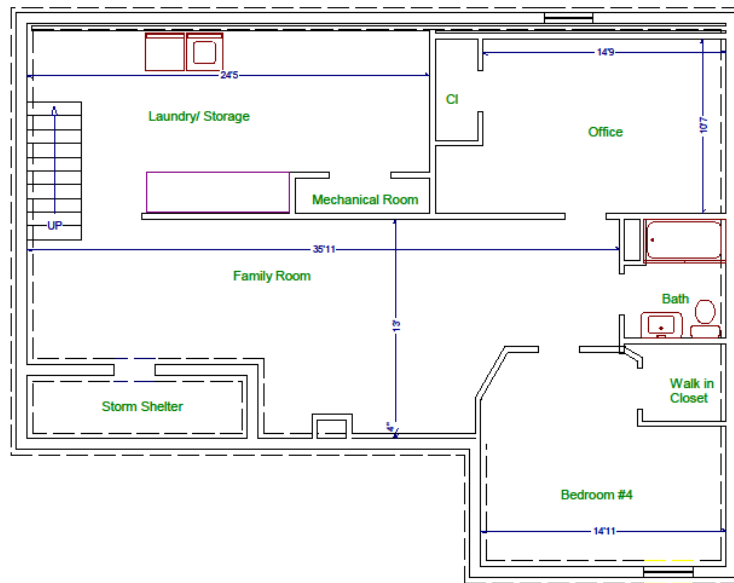 14'9
24'5
Cl
Laundry/ Storage
10'7
Office
Mechanical Room
UP
35'11
Family Room
Bath
13'
Walk in
Closet
Storm Shelter
4"
Bedroom #4
14'11